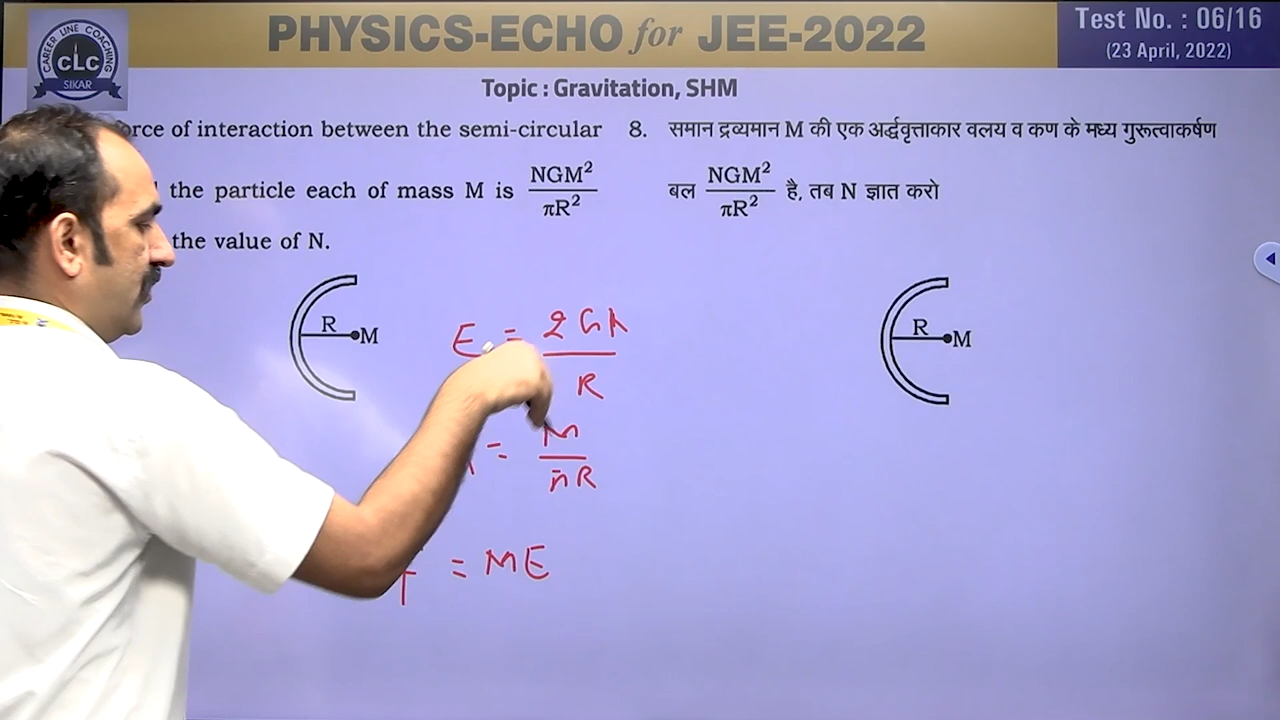 PHYSICS-ECHO for JEE-2022
Test No. : 06/16
(23 April, 2022)
CAREER LINE COACHING
CLC
SIKAR
Topic : Gravitation, SHM
of interaction between the semi-circular
the particle each of mass M is NGM²/πR²
the value of N.
R M
8. समान द्रव्यमान M की एक अर्द्धवृत्ताकार वलय व कण के मध्य गुरूत्वाकर्षण
बल NGM²/πR² है, तब N ज्ञात करो
R M
E = 2Gλ/R
= M/πR
= ME